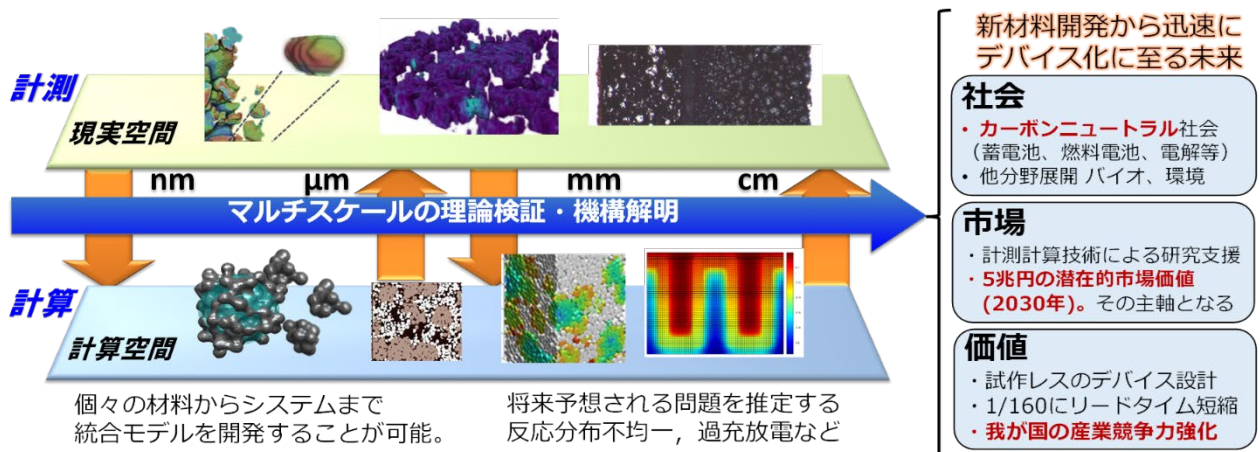 計測
現実空間
nm
μm
mm
cm
マルチスケールの理論検証・機構解明
計算
計算空間
個々の材料からシステムまで
統合モデルを開発することが可能。
将来予想される問題を推定する
反応分布不均一，過充放電など
新材料開発から迅速に
デバイス化に至る未来
社会
・カーボンニュートラル社会
（蓄電池、燃料電池、電解等）
・他分野展開 バイオ、環境
市場
・計測計算技術による研究支援
・5兆円の潜在的市場価値
(2030年)。その主軸となる
価値
・試作レスのデバイス設計
・1/160にリードタイム短縮
・我が国の産業競争力強化